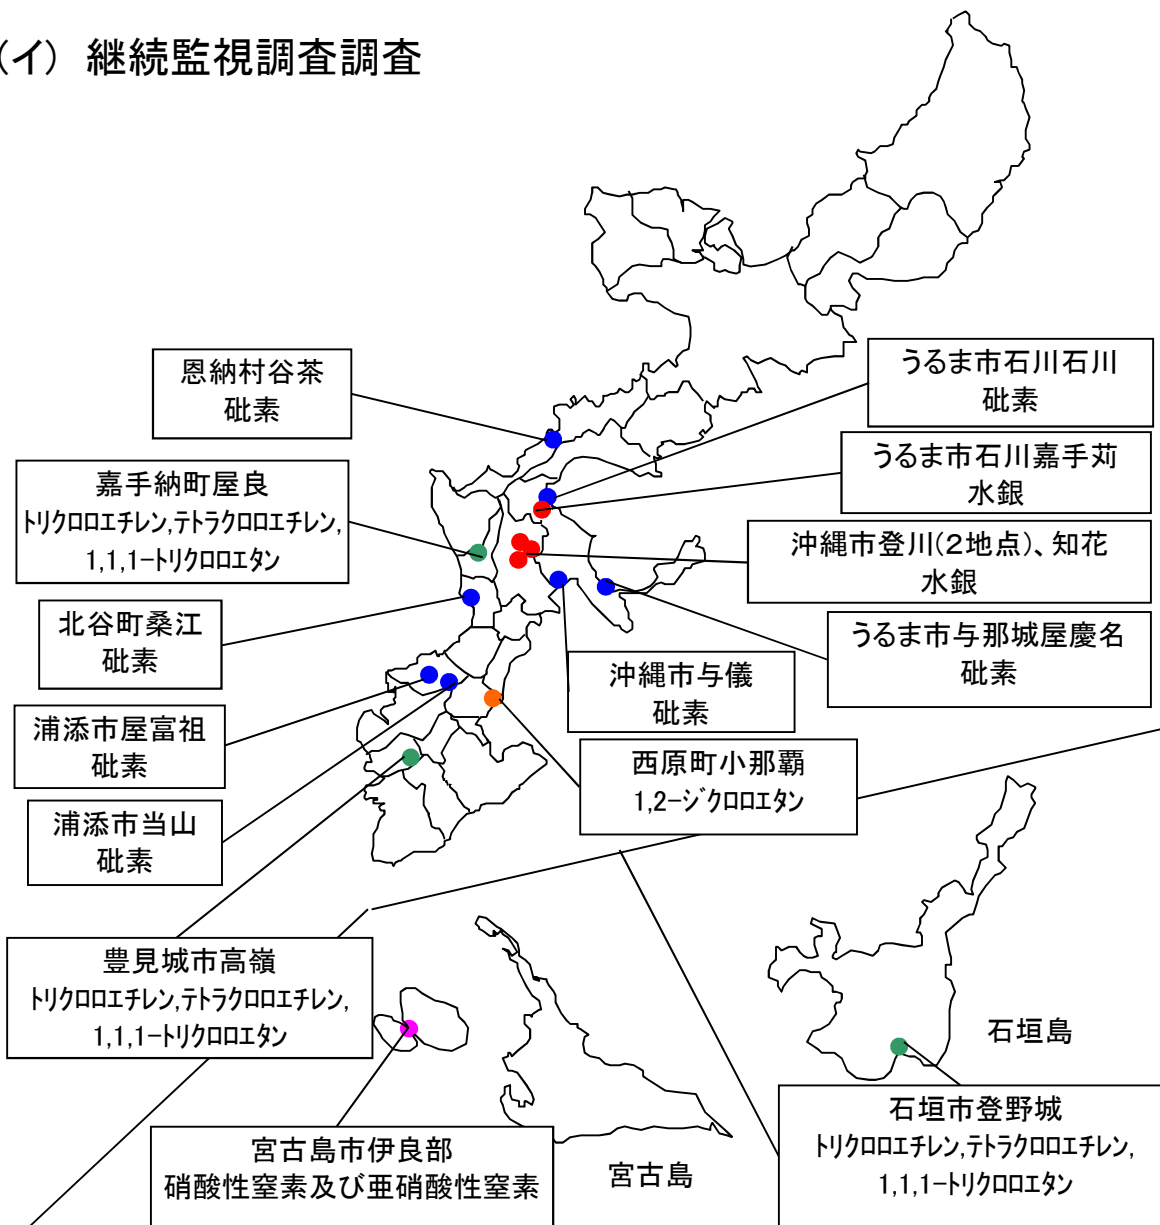 (イ) 継続監視調査調査
恩納村谷茶
砒素
嘉手納町屋良
トリクロロエチレン,テトラクロロエチレン,
1,1,1-トリクロロエタン
北谷町桑江
砒素
浦添市屋富祖
砒素
浦添市当山
砒素
豊見城市高嶺
トリクロロエチレン,テトラクロロエチレン,
1,1,1-トリクロロエタン
うるま市石川石川
砒素
うるま市石川嘉手苅
水銀
沖縄市登川(2地点)、知花
水銀
うるま市与那城屋慶名
砒素
沖縄市与儀
砒素
西原町小那覇
1,2-ジクロロエタン
宮古島市伊良部
硝酸性窒素及び亜硝酸性窒素
宮古島
石垣島
石垣市登野城
トリクロロエチレン,テトラクロロエチレン,
1,1,1-トリクロロエタン